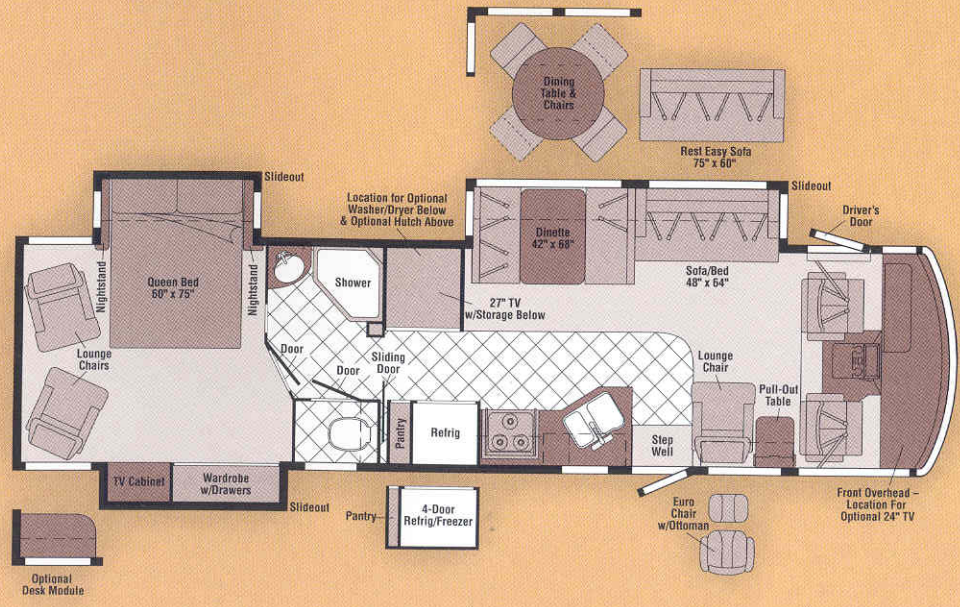 Dining
Table &
Chairs
Rest Easy Sofa
75" x 60"
Slideout
Location for Optional
Washer/Dryer Below
& Optional Hutch Above
Slideout
Driver's
Door
Dinette
42" x 68"
Sofa/Bed
48" x 64"
Nightstand
Queen Bed
60" x 75"
Nightstand
Shower
27" TV
w/Storage Below
Lounge
Chairs
Door
Door
Sliding
Door
Lounge
Chair
Pull-Out
Table
Pantry
Refrig
Step
Well
TV Cabinet
Wardrobe
w/Drawers
Slideout
Pantry
4-Door
Refrig/Freezer
Euro
Chair
w/Ottoman
Front Overhead –
Location For
Optional 24" TV
Optional
Desk Module